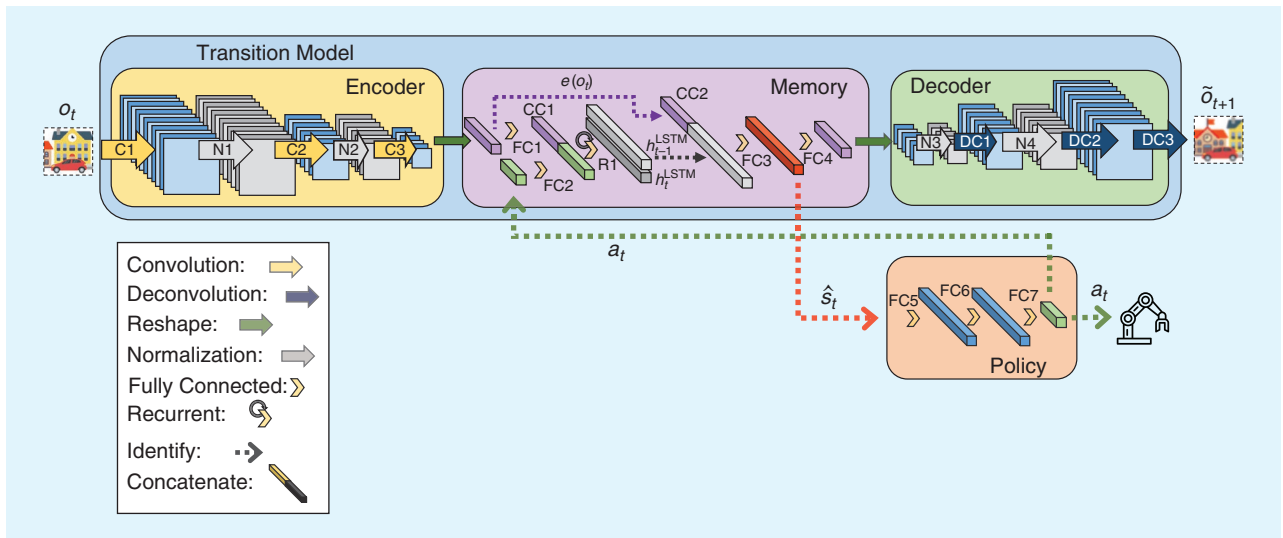 Transition Model
Encoder
Memory
Decoder
o_t
e(o_t)
õ_{t+1}
C1
N1
C2
N2
C3
CC1
FC1
FC2
R1
CC2
h_{t–1}^{LSTM}
h_t^{LSTM}
FC3
FC4
N3
DC1
N4
DC2
DC3
a_t
ŝ_t
FC5
FC6
FC7
a_t
Policy
Convolution:
Deconvolution:
Reshape:
Normalization:
Fully Connected:
Recurrent:
Identify:
Concatenate: